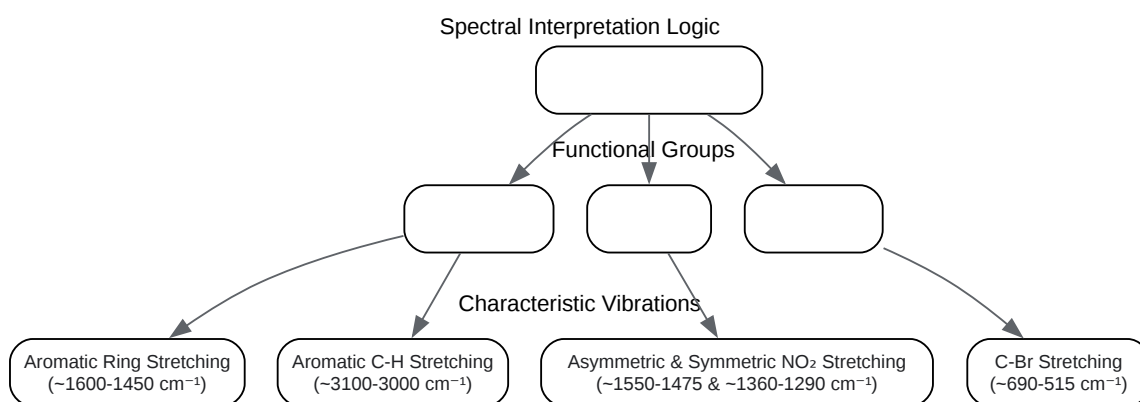 Spectral Interpretation Logic
Functional Groups
Characteristic Vibrations
Aromatic Ring Stretching
(~1600-1450 cm⁻¹)
Aromatic C-H Stretching
(~3100-3000 cm⁻¹)
Asymmetric & Symmetric NO₂ Stretching
(~1550-1475 & ~1360-1290 cm⁻¹)
C-Br Stretching
(~690-515 cm⁻¹)